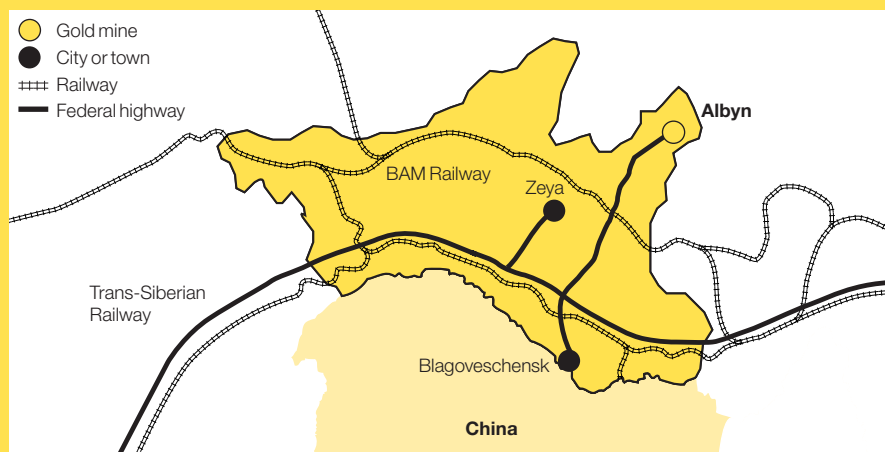 Gold mine
City or town
Railway
Federal highway
Albyn
BAM Railway
Zeya
Trans-Siberian
Railway
Blagoveschensk
China